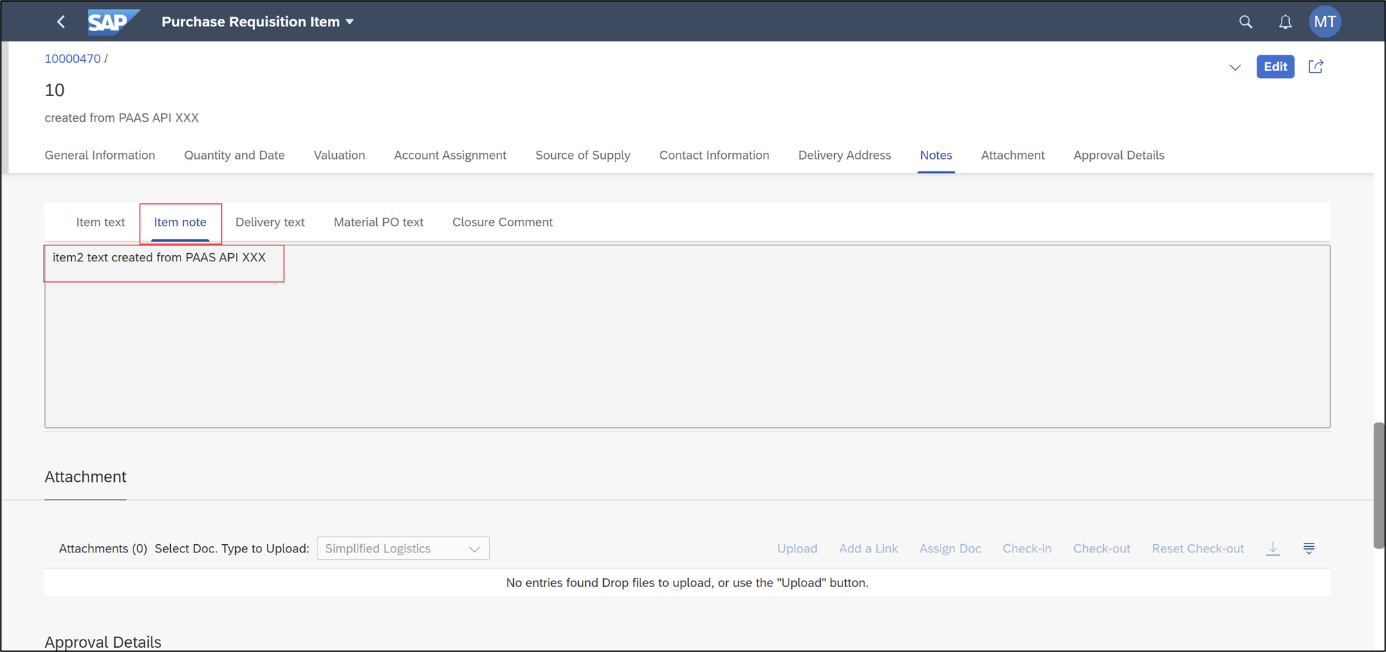 SAP Purchase Requisition Item MT
10000470 /
Edit
10
created from PAAS API XXX
General Information Quantity and Date Valuation Account Assignment Source of Supply Contact Information Delivery Address Notes Attachment Approval Details
Item text Item note Delivery text Material PO text Closure Comment
item2 text created from PAAS API XXX
Attachment
Attachments (0) Select Doc. Type to Upload: Simplified Logistics Upload Add a Link Assign Doc Check-in Check-out Reset Check-out
No entries found Drop files to upload, or use the "Upload" button.
Approval Details